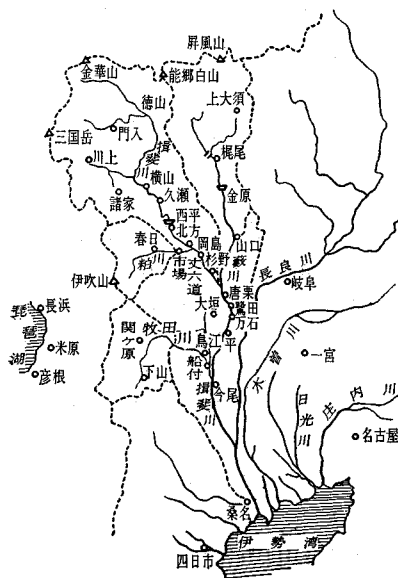 屏風山
金華山
能郷白山
徳山
上大須
三国岳
門入
川上
揖斐川
梶尾
横山
久瀬
金原
諸家
西平
北方
山口
春日
岡島
杉野
藪川
粕川
市場
六丈道
長良川
伊吹山
大垣
唐栗
鷺田
万石
岐阜
長浜
琵琶湖
米原
彦根
関ヶ原
牧田川
烏江
平
船付
下山
今尾
揖斐川
木曽川
一宮
日光川
庄内川
名古屋
桑名
伊勢湾
四日市